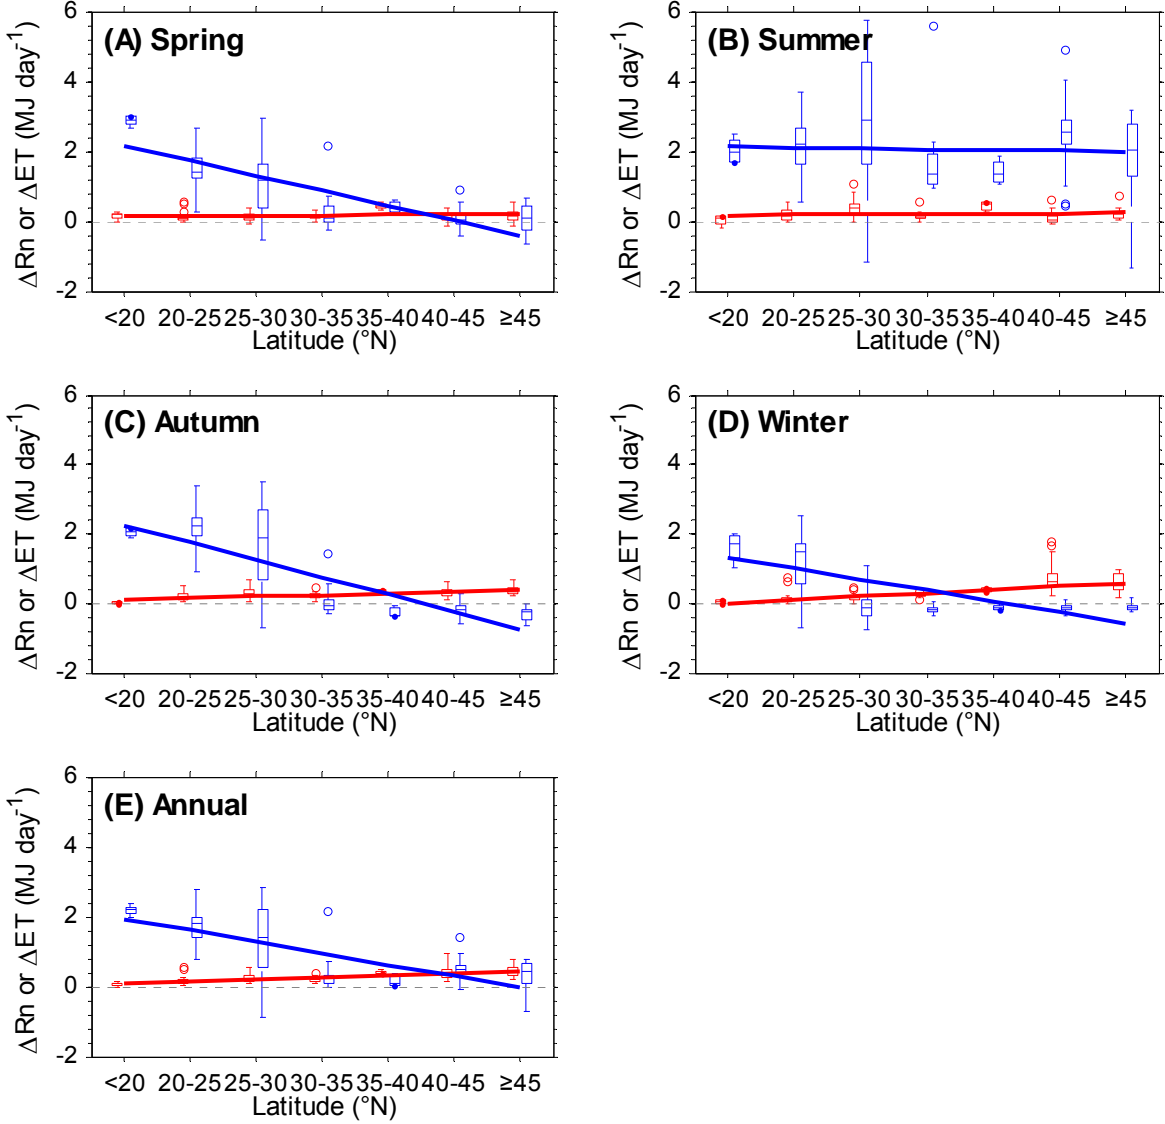 (A) Spring
6
4
2
0
-2
ΔRn or ΔET (MJ day-1)
<20 20-25 25-30 30-35 35-40 40-45 ≥45
Latitude (°N)
(B) Summer
6
4
2
0
-2
ΔRn or ΔET (MJ day-1)
<20 20-25 25-30 30-35 35-40 40-45 ≥45
Latitude (°N)
(C) Autumn
6
4
2
0
-2
ΔRn or ΔET (MJ day-1)
<20 20-25 25-30 30-35 35-40 40-45 ≥45
Latitude (°N)
(D) Winter
6
4
2
0
-2
ΔRn or ΔET (MJ day-1)
<20 20-25 25-30 30-35 35-40 40-45 ≥45
Latitude (°N)
(E) Annual
6
4
2
0
-2
ΔRn or ΔET (MJ day-1)
<20 20-25 25-30 30-35 35-40 40-45 ≥45
Latitude (°N)